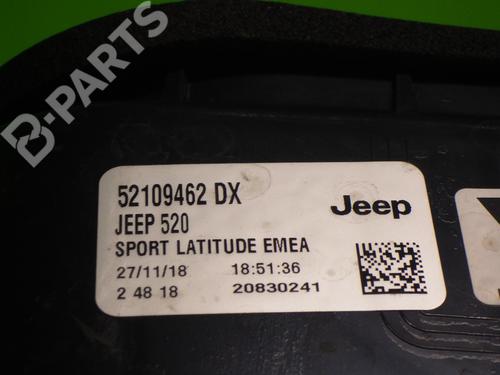 B-PARTS
52109462 DX
JEEP 520
Jeep
SPORT LATITUDE EMEA
27/11/18 18:51:36
2 48 18 20830241